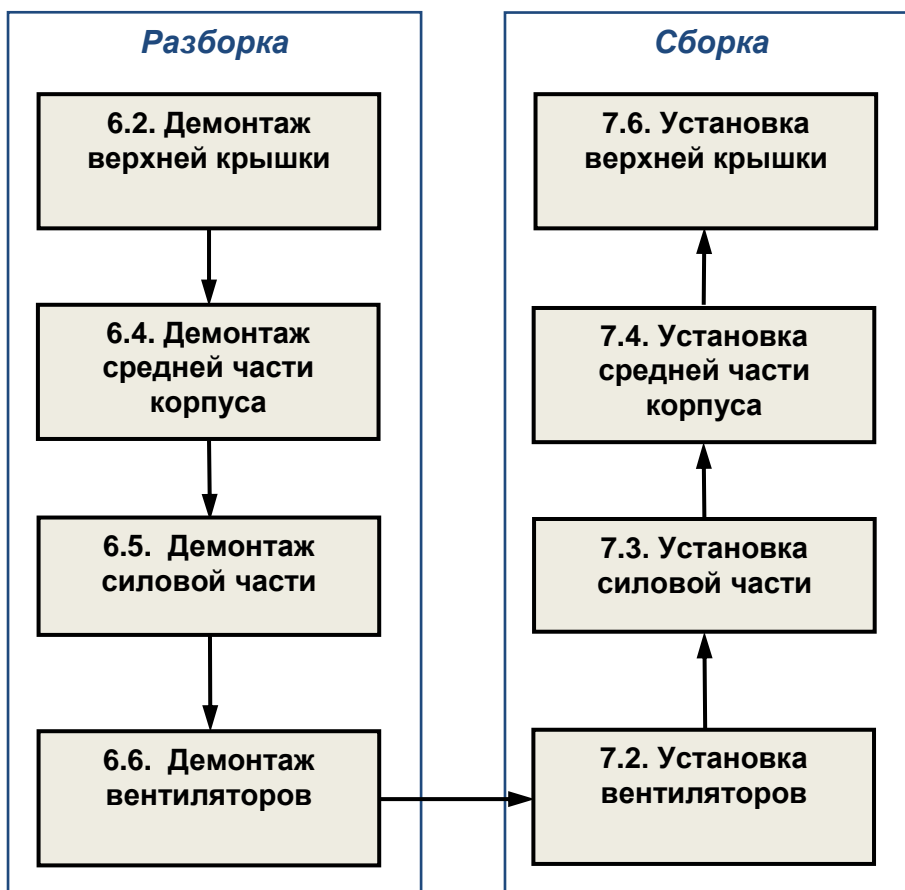 Разборка
6.2. Демонтаж
верхней крышки
6.4. Демонтаж
средней части
корпуса
6.5. Демонтаж
силовой части
6.6. Демонтаж
вентиляторов
Сборка
7.6. Установка
верхней крышки
7.4. Установка
средней части
корпуса
7.3. Установка
силовой части
7.2. Установка
вентиляторов